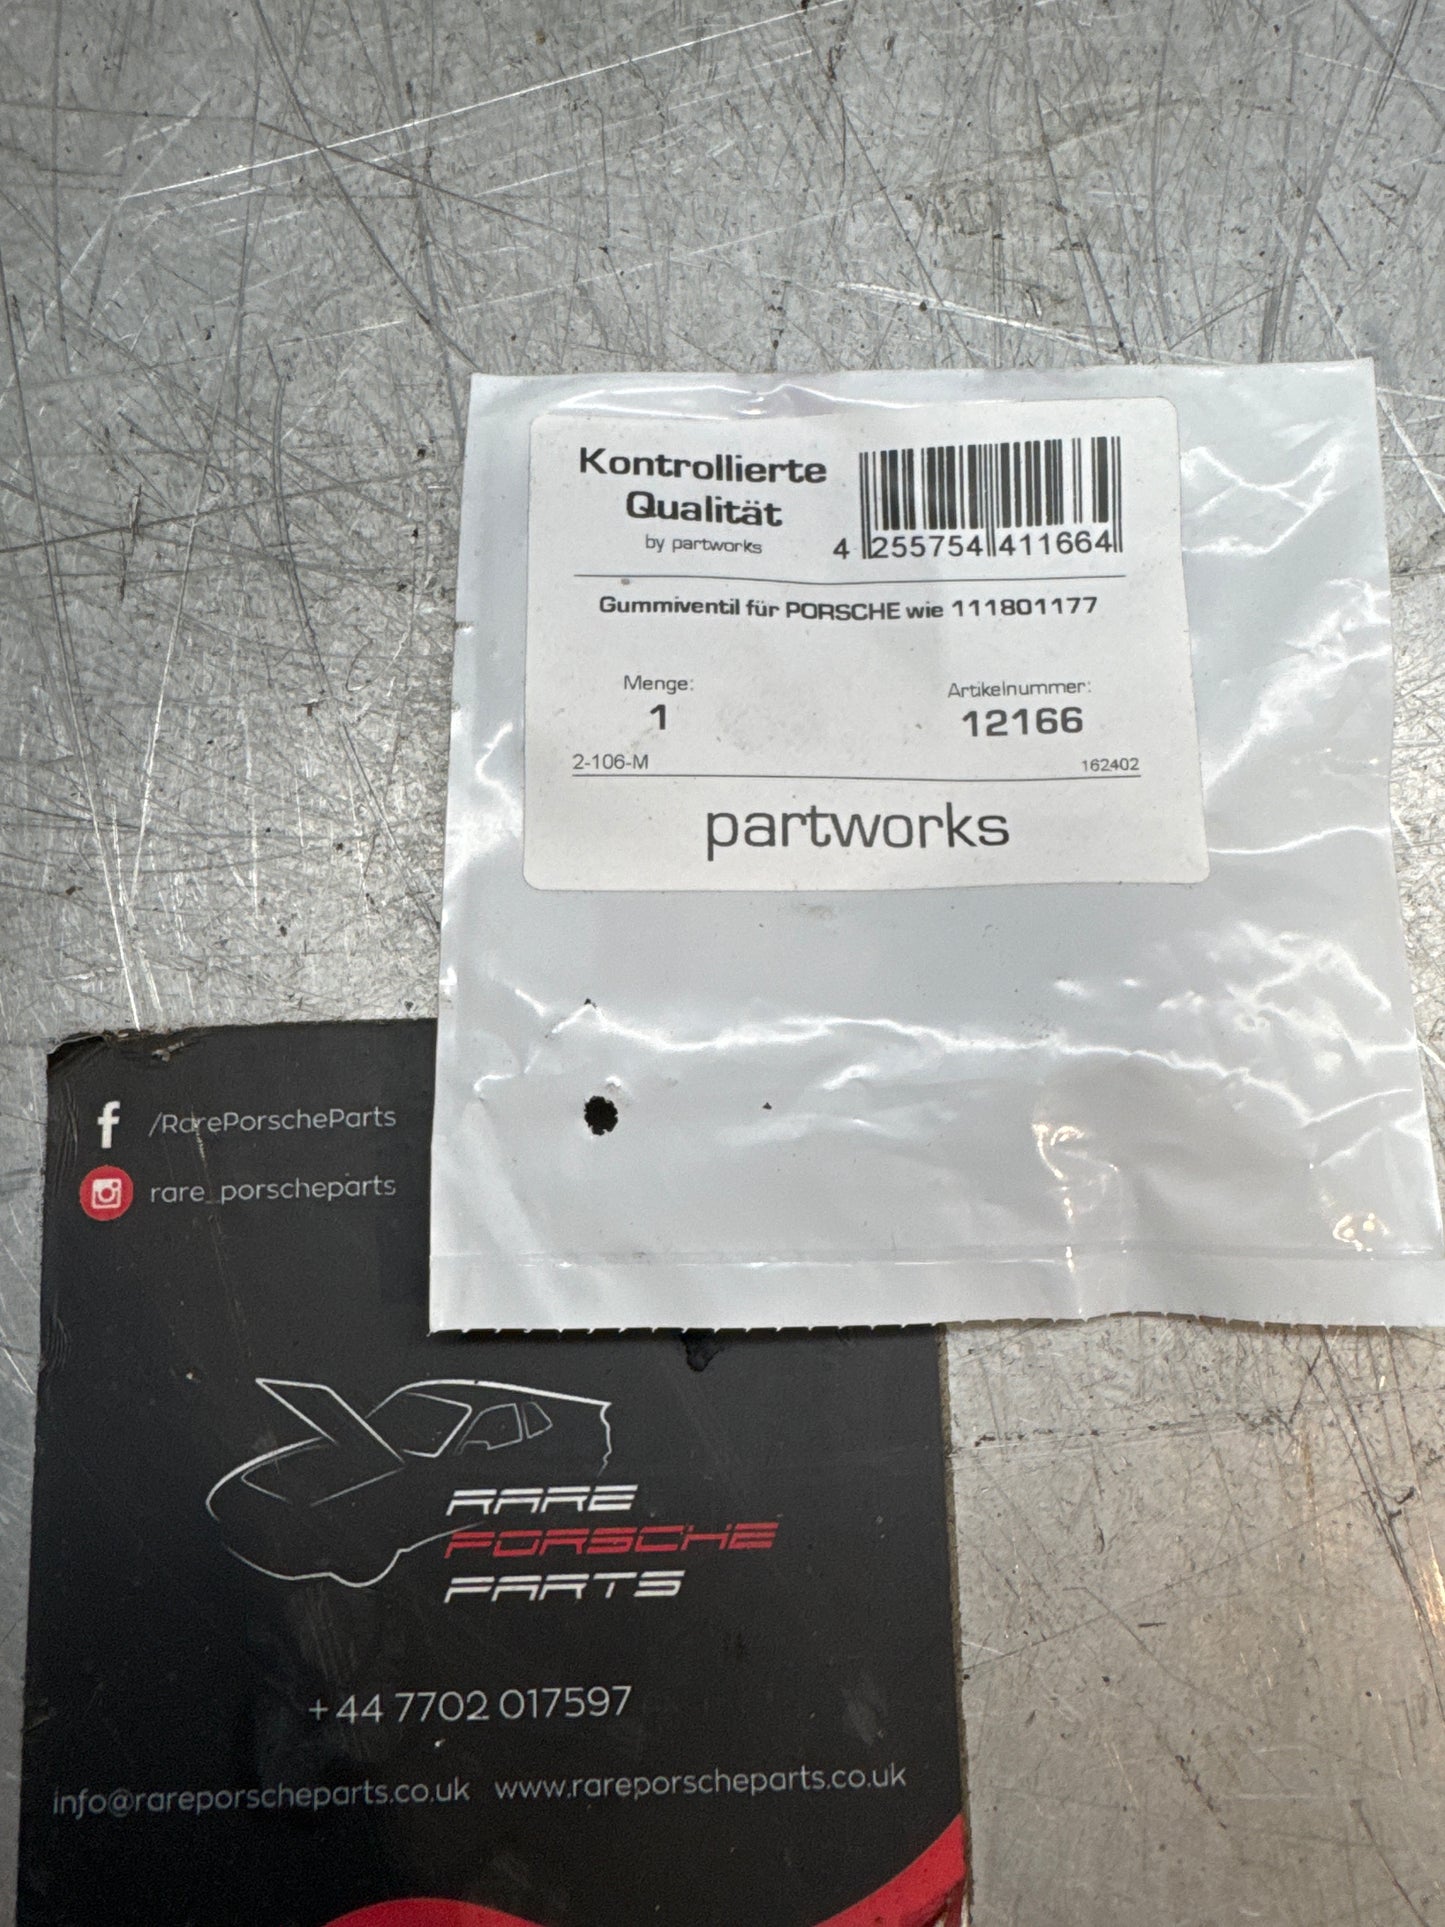 Kontrollierte
Qualität
by partworks
4 255754 411664
Gummiventil für PORSCHE wie 111801177
Menge:
1
Artikelnummer:
12166
2-106-M
162402
partworks
f /RarePorscheParts
rare_porscheparts
RARE
PORSCHE
PARTS
+44 7702 017597
info@rareporscheparts.co.uk www.rareporscheparts.co.uk